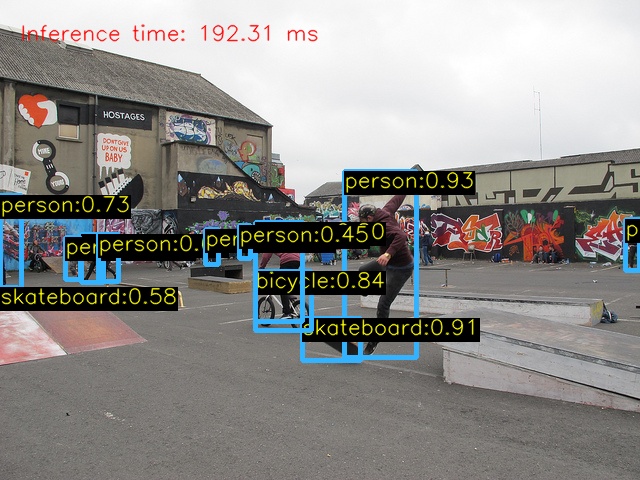 Inference time: 192.31 ms
HOSTAGES
DON'T GIVE
UP ON US
BABY
person:0.93
person:0.73
per
person:0.
per
person:0.450
bicycle:0.84
skateboard:0.58
skateboard:0.91
p